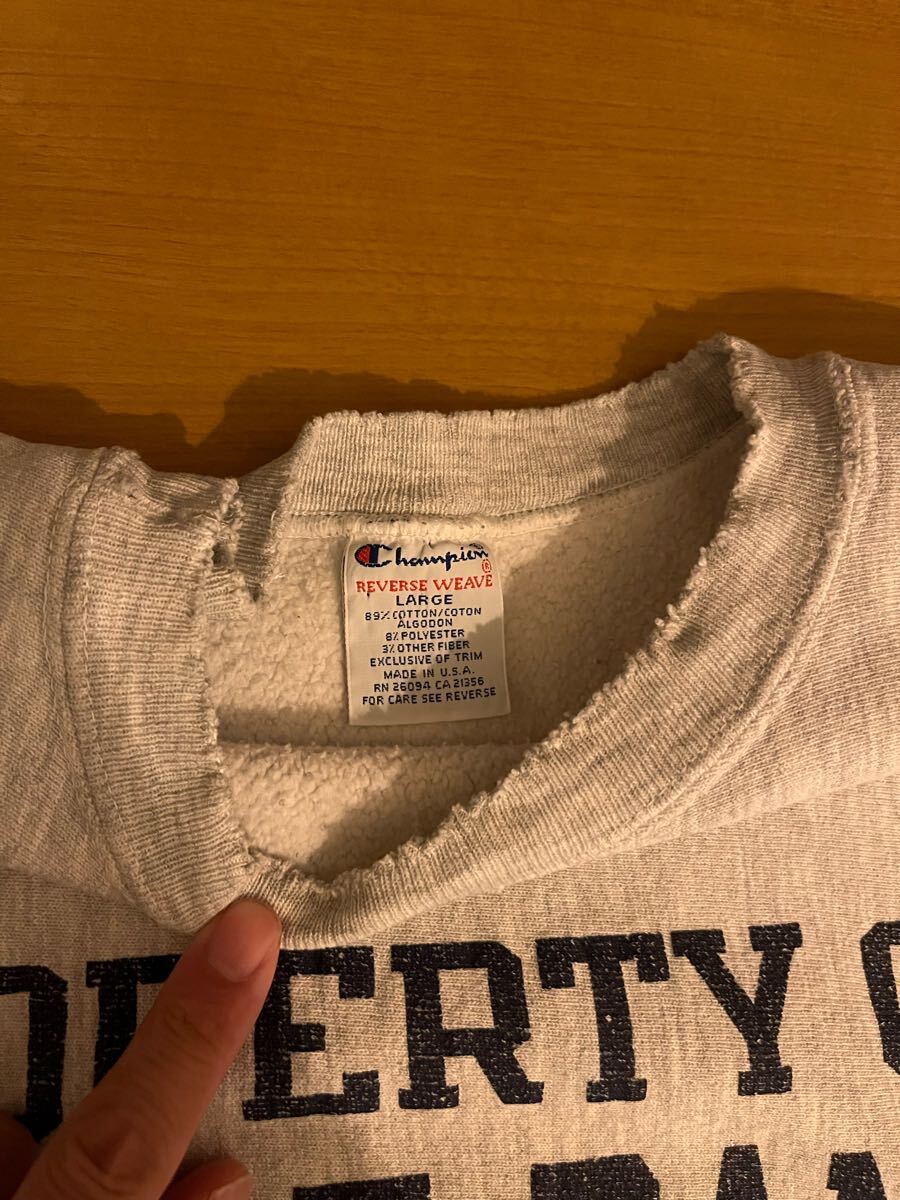 Champion®
REVERSE WEAVE
LARGE
89% COTTON/COTON
ALGODON
8% POLYESTER
3% OTHER FIBER
EXCLUSIVE OF TRIM
MADE IN U.S.A.
RN 26094 CA 21356
FOR CARE SEE REVERSE
OPERTY O